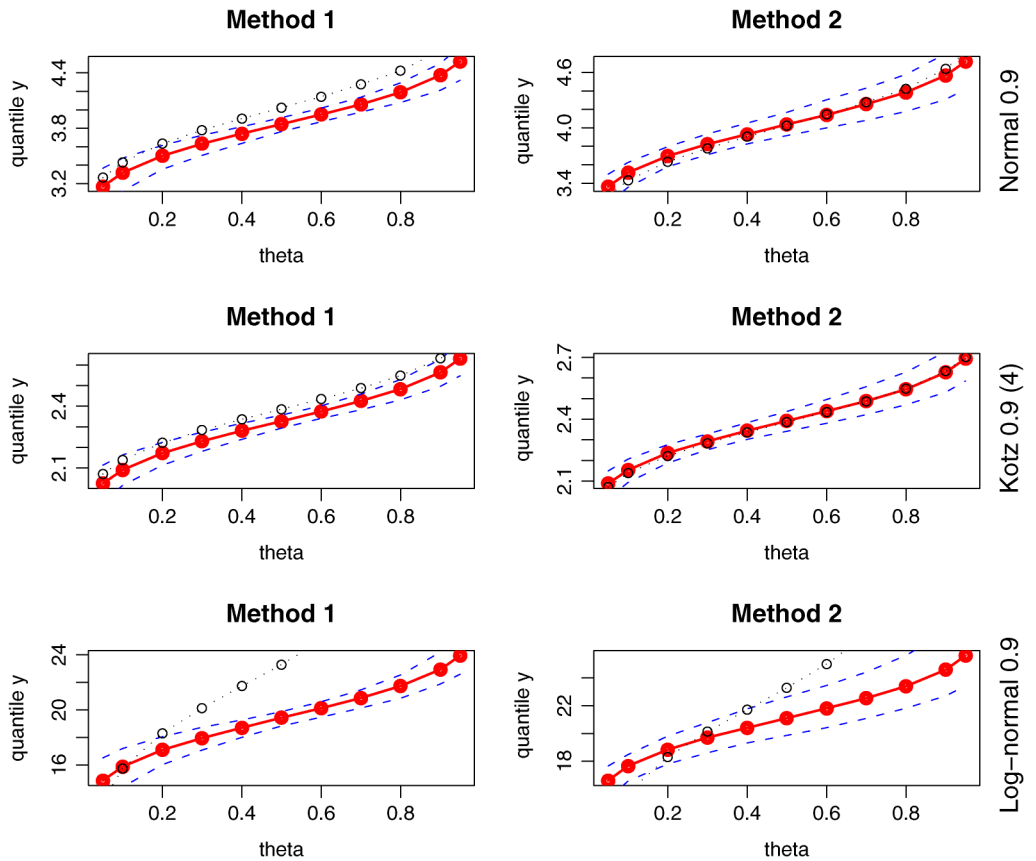 Method 1
Method 2
quantile y
4.4
3.8
3.2
0.2 0.4 0.6 0.8
theta
quantile y
4.6
4.0
3.4
0.2 0.4 0.6 0.8
theta
Normal 0.9
Method 1
Method 2
quantile y
2.4
2.1
0.2 0.4 0.6 0.8
theta
quantile y
2.7
2.4
2.1
0.2 0.4 0.6 0.8
theta
Kotz 0.9 (4)
Method 1
Method 2
quantile y
24
20
16
0.2 0.4 0.6 0.8
theta
quantile y
22
18
0.2 0.4 0.6 0.8
theta
Log−normal 0.9